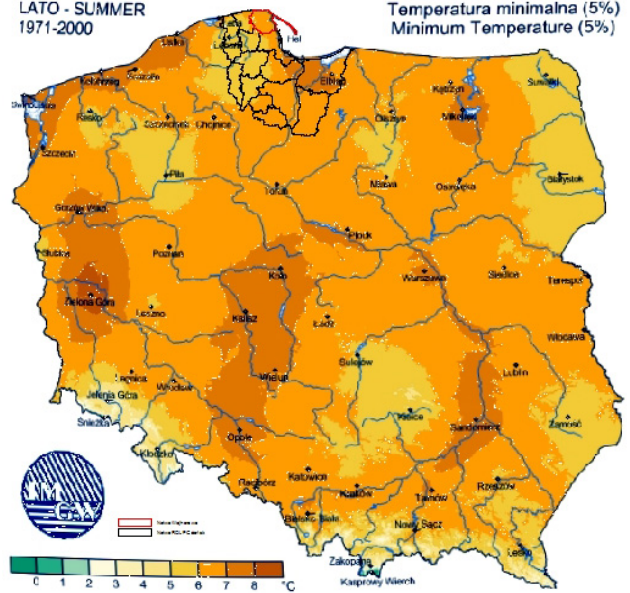 LATO - SUMMER
1971-2000
Temperatura minimalna (5%)
Minimum Temperature (5%)
Łeba
Hel
Ustka
Kołobrzeg
Koszalin
Elbląg
Kętrzyn
Suwałki
Resko
Szczecinek
Chojnice
Olsztyn
Mikołajki
Szczecin
Piła
Toruń
Mława
Ostrołęka
Białystok
Gorzów Wlkp.
Płock
Słubice
Poznań
Koło
Warszawa
Siedlce
Terespol
Zielona Góra
Leszno
Kalisz
Łódź
Włodawa
Sulejów
Legnica
Wrocław
Wieluń
Lublin
Jelenia Góra
Śnieżka
Kielce
Sandomierz
Zamość
Opole
Kłodzko
Racibórz
Katowice
Kraków
Tarnów
Rzeszów
Bielsko Biała
Nowy Sącz
Lesko
Zakopane
Kasprowy Wierch
IM
GW
0 1 2 3 4 5 6 7 8 °C